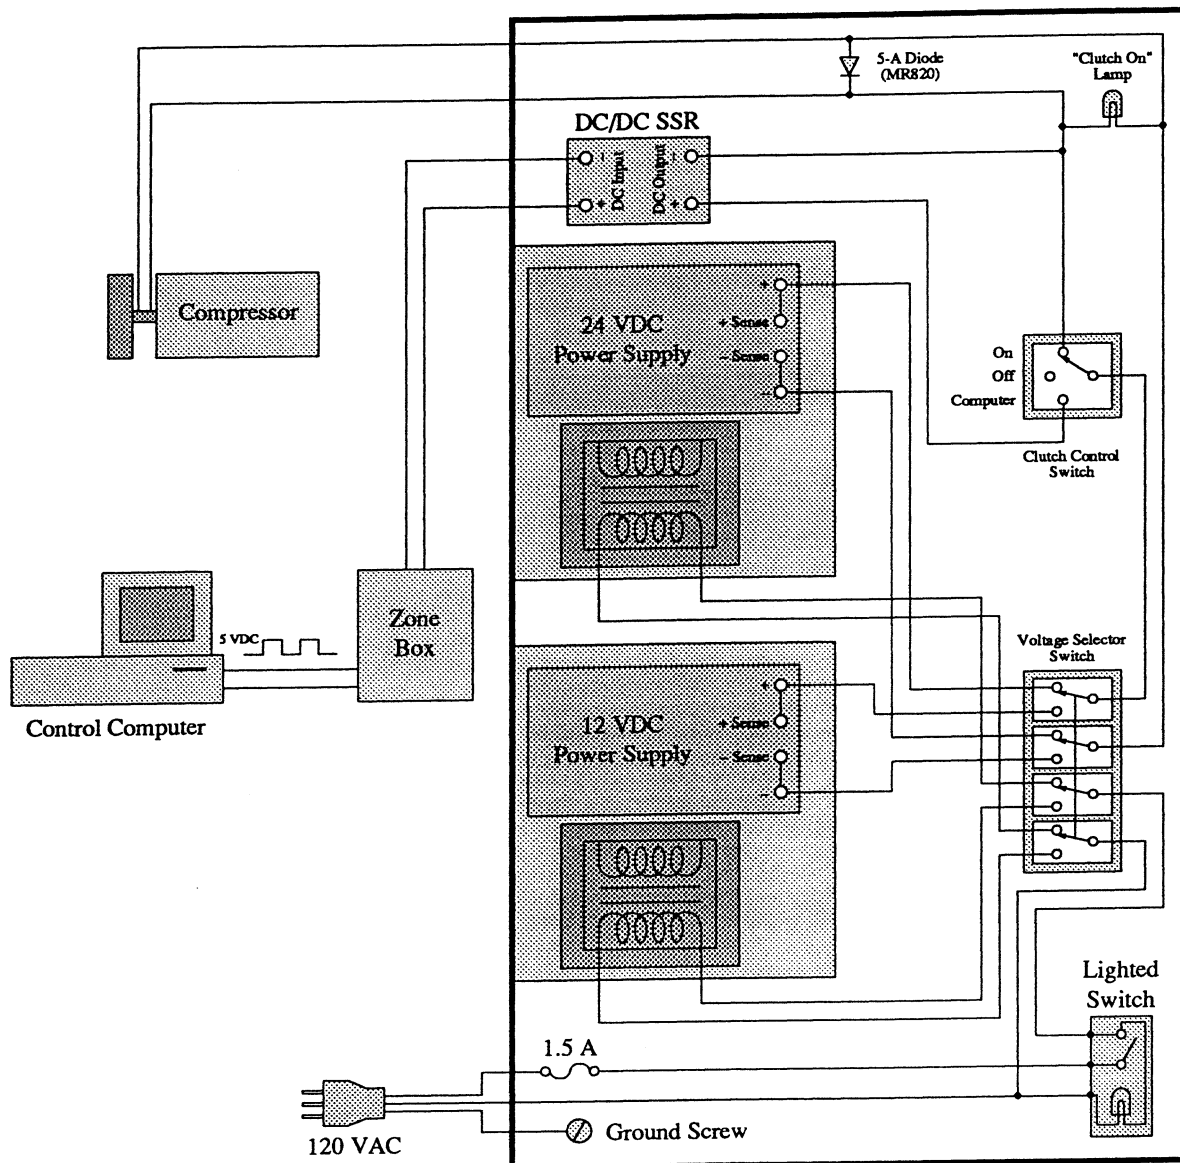 5-A Diode
(MR820)
"Clutch On"
Lamp
DC/DC SSR
DC Input
DC Output
+
+
Compressor
24 VDC
Power Supply
+
+ Sense
– Sense
–
On
Off
Computer
Clutch Control
Switch
5 VDC
Zone
Box
Control Computer
Voltage Selector
Switch
12 VDC
Power Supply
+
+ Sense
– Sense
–
Lighted
Switch
1.5 A
120 VAC
Ground Screw